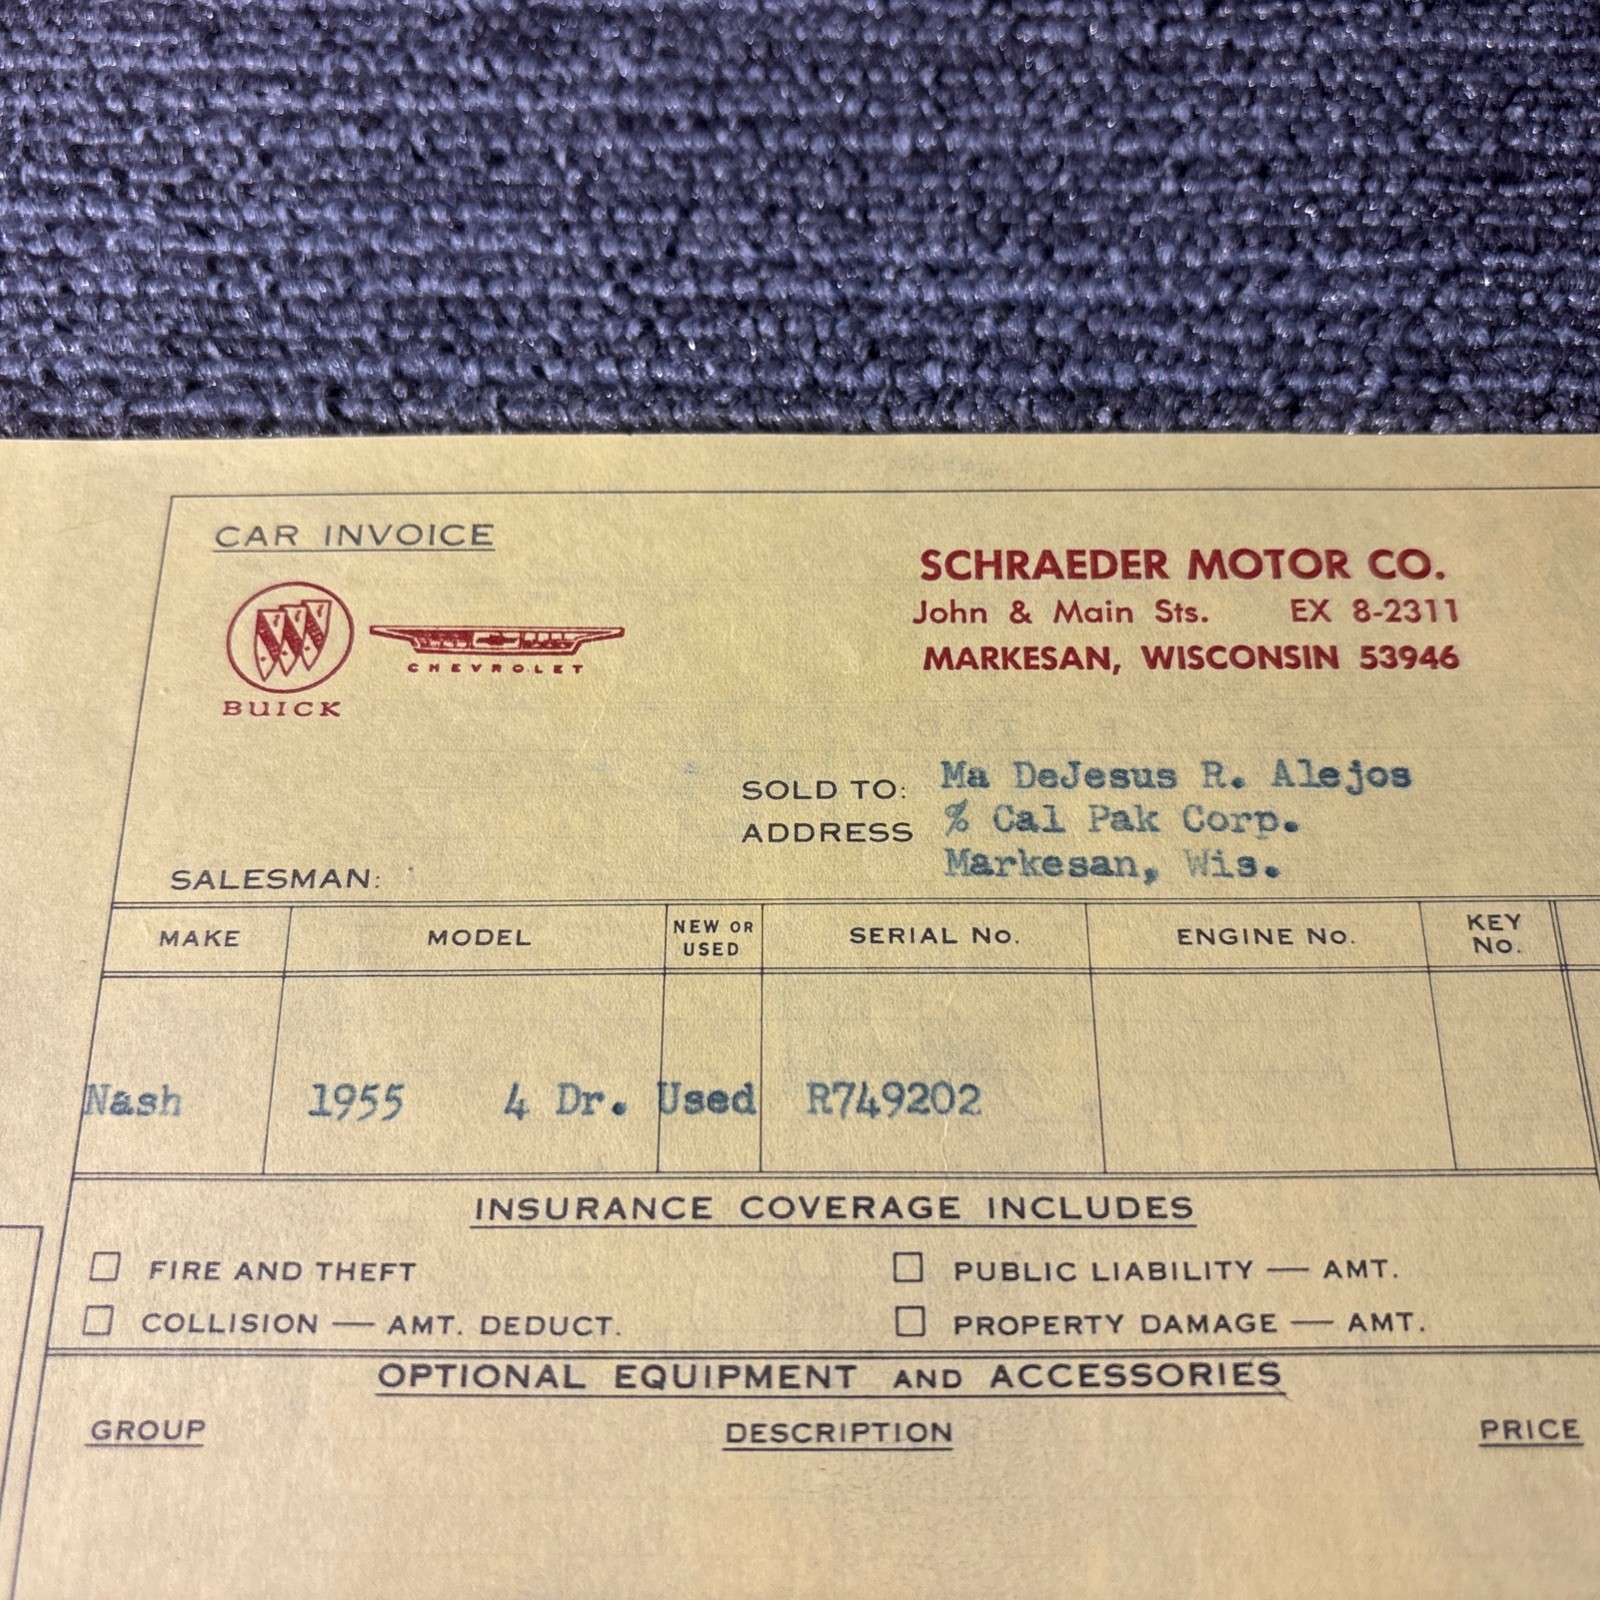 CAR INVOICE
SCHRAEDER MOTOR CO.
John & Main Sts. EX 8-2311
MARKESAN, WISCONSIN 53946
CHEVROLET
BUICK
SOLD TO: Ma DeJesus R. Alejos
ADDRESS % Cal Pak Corp.
Markesan, Wis.
SALESMAN:
MAKE MODEL NEW OR USED SERIAL No. ENGINE No. KEY No.
Nash 1955 4 Dr. Used R749202
INSURANCE COVERAGE INCLUDES
FIRE AND THEFT PUBLIC LIABILITY — AMT.
COLLISION — AMT. DEDUCT. PROPERTY DAMAGE — AMT.
OPTIONAL EQUIPMENT AND ACCESSORIES
GROUP DESCRIPTION PRICE